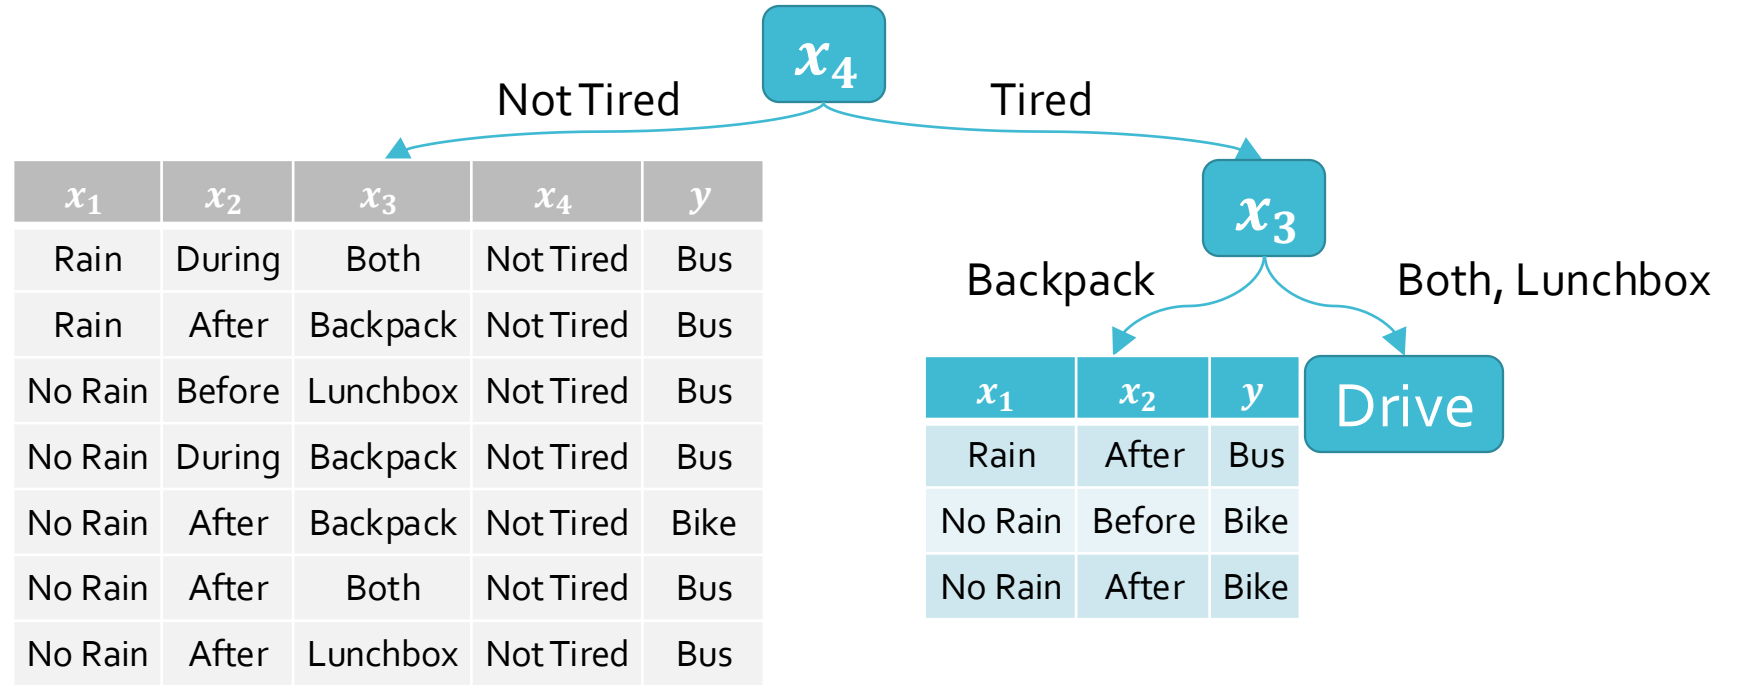 x₄
Not Tired
Tired
x₁ x₂ x₃ x₄ y
Rain During Both Not Tired Bus
Rain After Backpack Not Tired Bus
No Rain Before Lunchbox Not Tired Bus
No Rain During Backpack Not Tired Bus
No Rain After Backpack Not Tired Bike
No Rain After Both Not Tired Bus
No Rain After Lunchbox Not Tired Bus
x₃
Backpack
Both, Lunchbox
x₁ x₂ y
Rain After Bus
No Rain Before Bike
No Rain After Bike
Drive